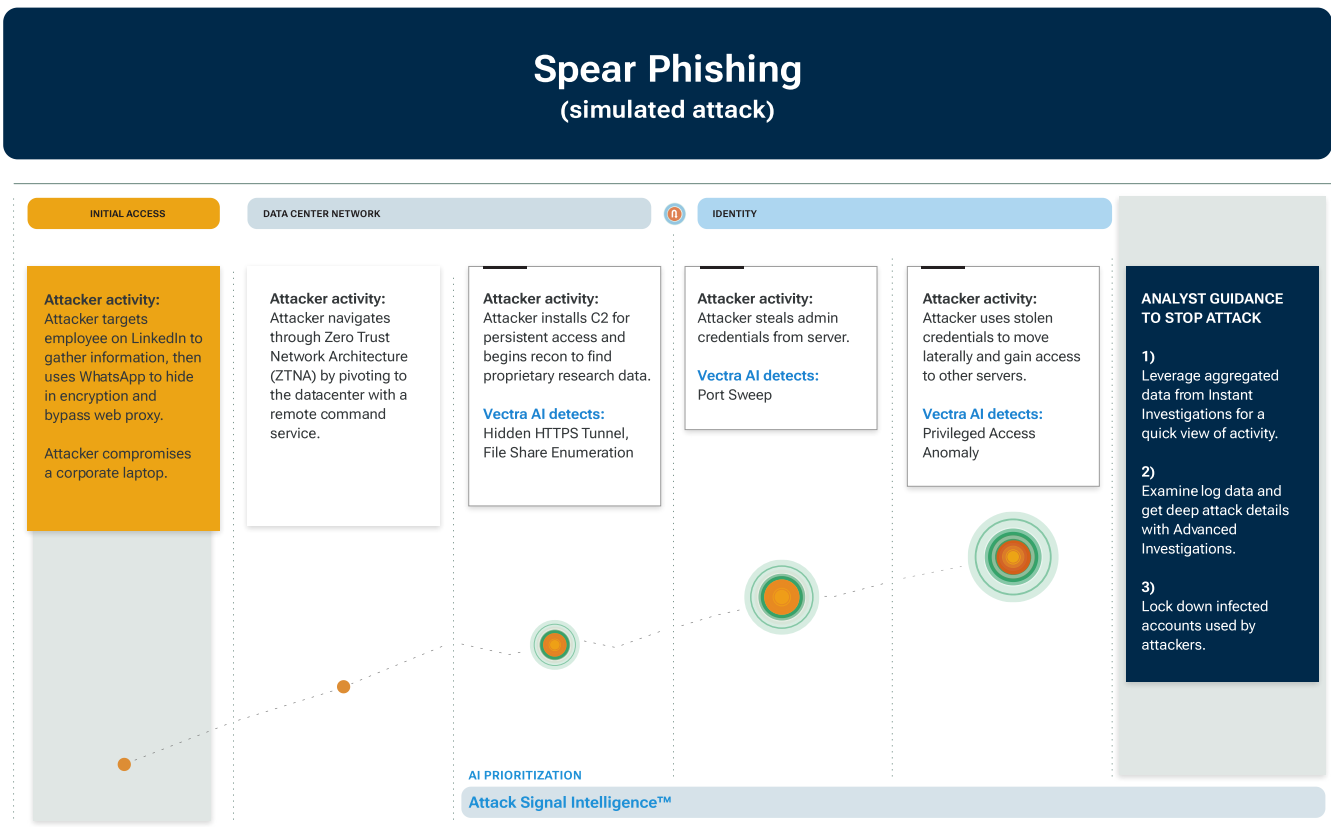 Spear Phishing
(simulated attack)
INITIAL ACCESS
DATA CENTER NETWORK
IDENTITY
Attacker activity:
Attacker targets
employee on LinkedIn to
gather information, then
uses WhatsApp to hide
in encryption and
bypass web proxy.
Attacker compromises
a corporate laptop.
Attacker activity:
Attacker navigates
through Zero Trust
Network Architecture
(ZTNA) by pivoting to
the datacenter with a
remote command
service.
Attacker activity:
Attacker installs C2 for
persistent access and
begins recon to find
proprietary research data.
Vectra AI detects:
Hidden HTTPS Tunnel,
File Share Enumeration
Attacker activity:
Attacker steals admin
credentials from server.
Vectra AI detects:
Port Sweep
Attacker activity:
Attacker uses stolen
credentials to move
laterally and gain access
to other servers.
Vectra AI detects:
Privileged Access
Anomaly
ANALYST GUIDANCE
TO STOP ATTACK
1)
Leverage aggregated
data from Instant
Investigations for a
quick view of activity.
2)
Examine log data and
get deep attack details
with Advanced
Investigations.
3)
Lock down infected
accounts used by
attackers.
AI PRIORITIZATION
Attack Signal Intelligence™